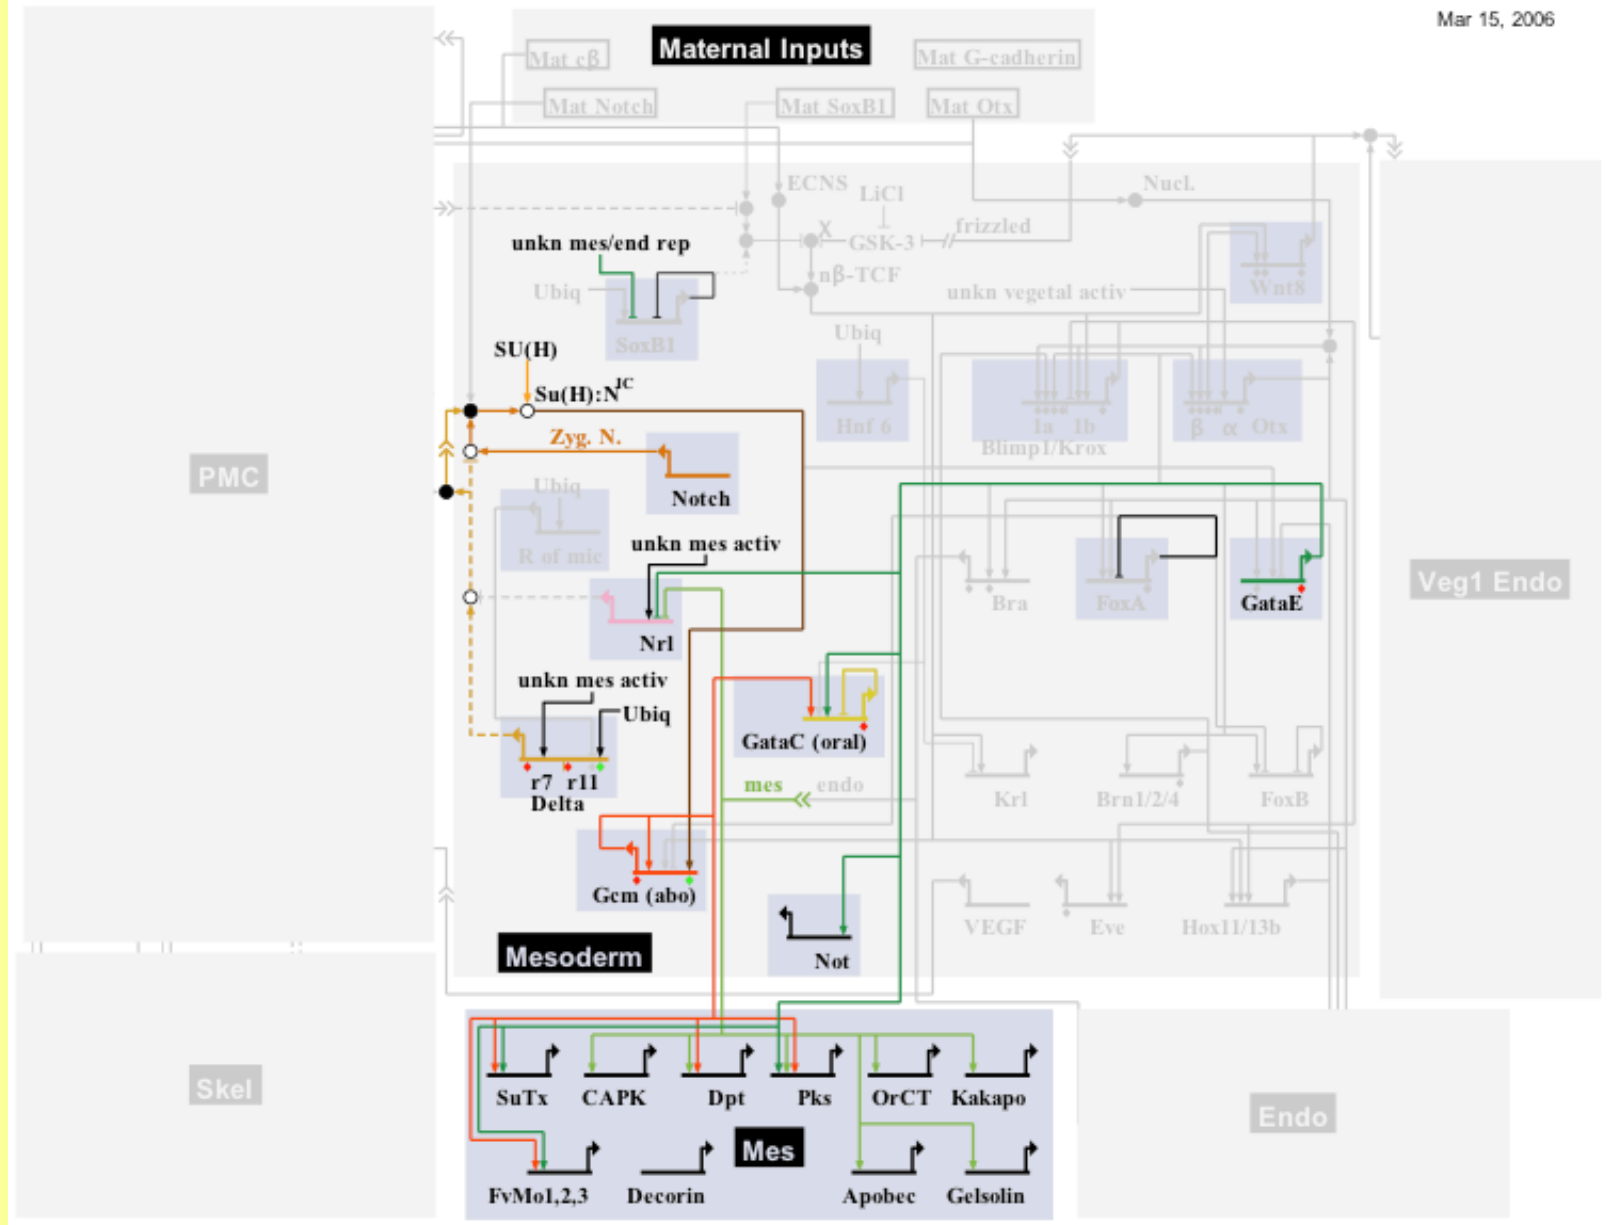 Mar 15, 2006
Maternal Inputs
Mat cβ
Mat G-cadherin
Mat Notch
Mat SoxB1
Mat Otx
ECNS
LiCl
Nucl.
frizzled
X
GSK-3
nβ-TCF
unkn mes/end rep
Ubiq
SoxB1
Wnt8
unkn vegetal activ
Ubiq
Hnf 6
1a 1b
Blimp1/Krox
β α Otx
SU(H)
Su(H):N^IC
Zyg. N.
Notch
PMC
Ubiq
R of mic
unkn mes activ
Nrl
Bra
FoxA
GataE
Veg1 Endo
unkn mes activ
Ubiq
r7 r11
Delta
GataC (oral)
mes
endo
Krl
Brn1/2/4
FoxB
Gcm (abo)
VEGF
Eve
Hox11/13b
Not
Mesoderm
Skel
SuTx
CAPK
Dpt
Pks
OrCT
Kakapo
Mes
FvMo1,2,3
Decorin
Apobec
Gelsolin
Endo